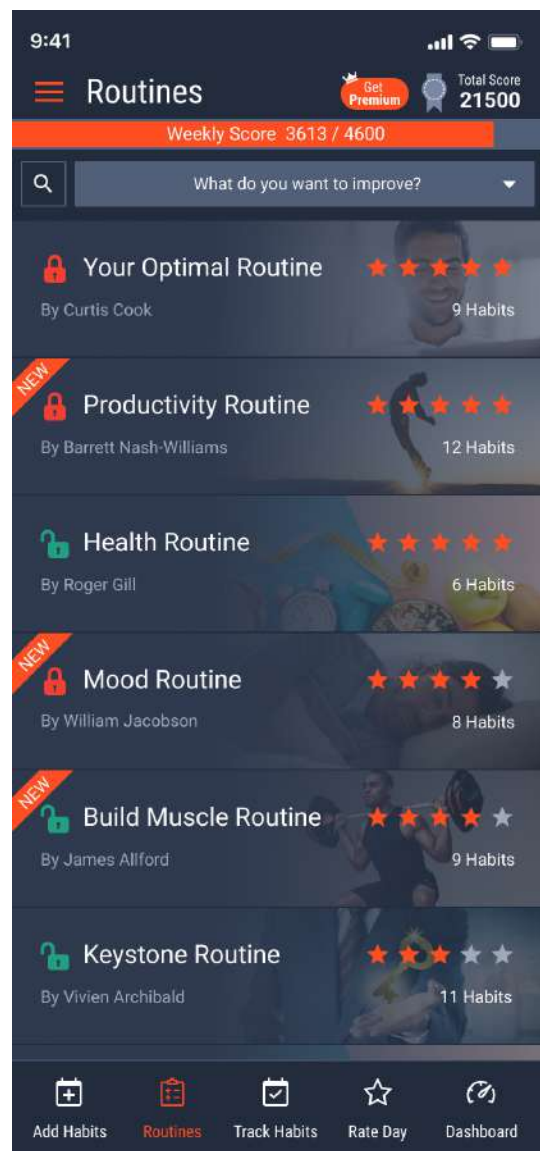 9:41
Routines
Get
Premium
Total Score
21500
Weekly Score 3613 / 4600
What do you want to improve?
Your Optimal Routine
By Curtis Cook
9 Habits
NEW
Productivity Routine
By Barrett Nash-Williams
12 Habits
Health Routine
By Roger Gill
6 Habits
NEW
Mood Routine
By William Jacobson
8 Habits
NEW
Build Muscle Routine
By James Allford
9 Habits
Keystone Routine
By Vivien Archibald
11 Habits
Add Habits
Routines
Track Habits
Rate Day
Dashboard